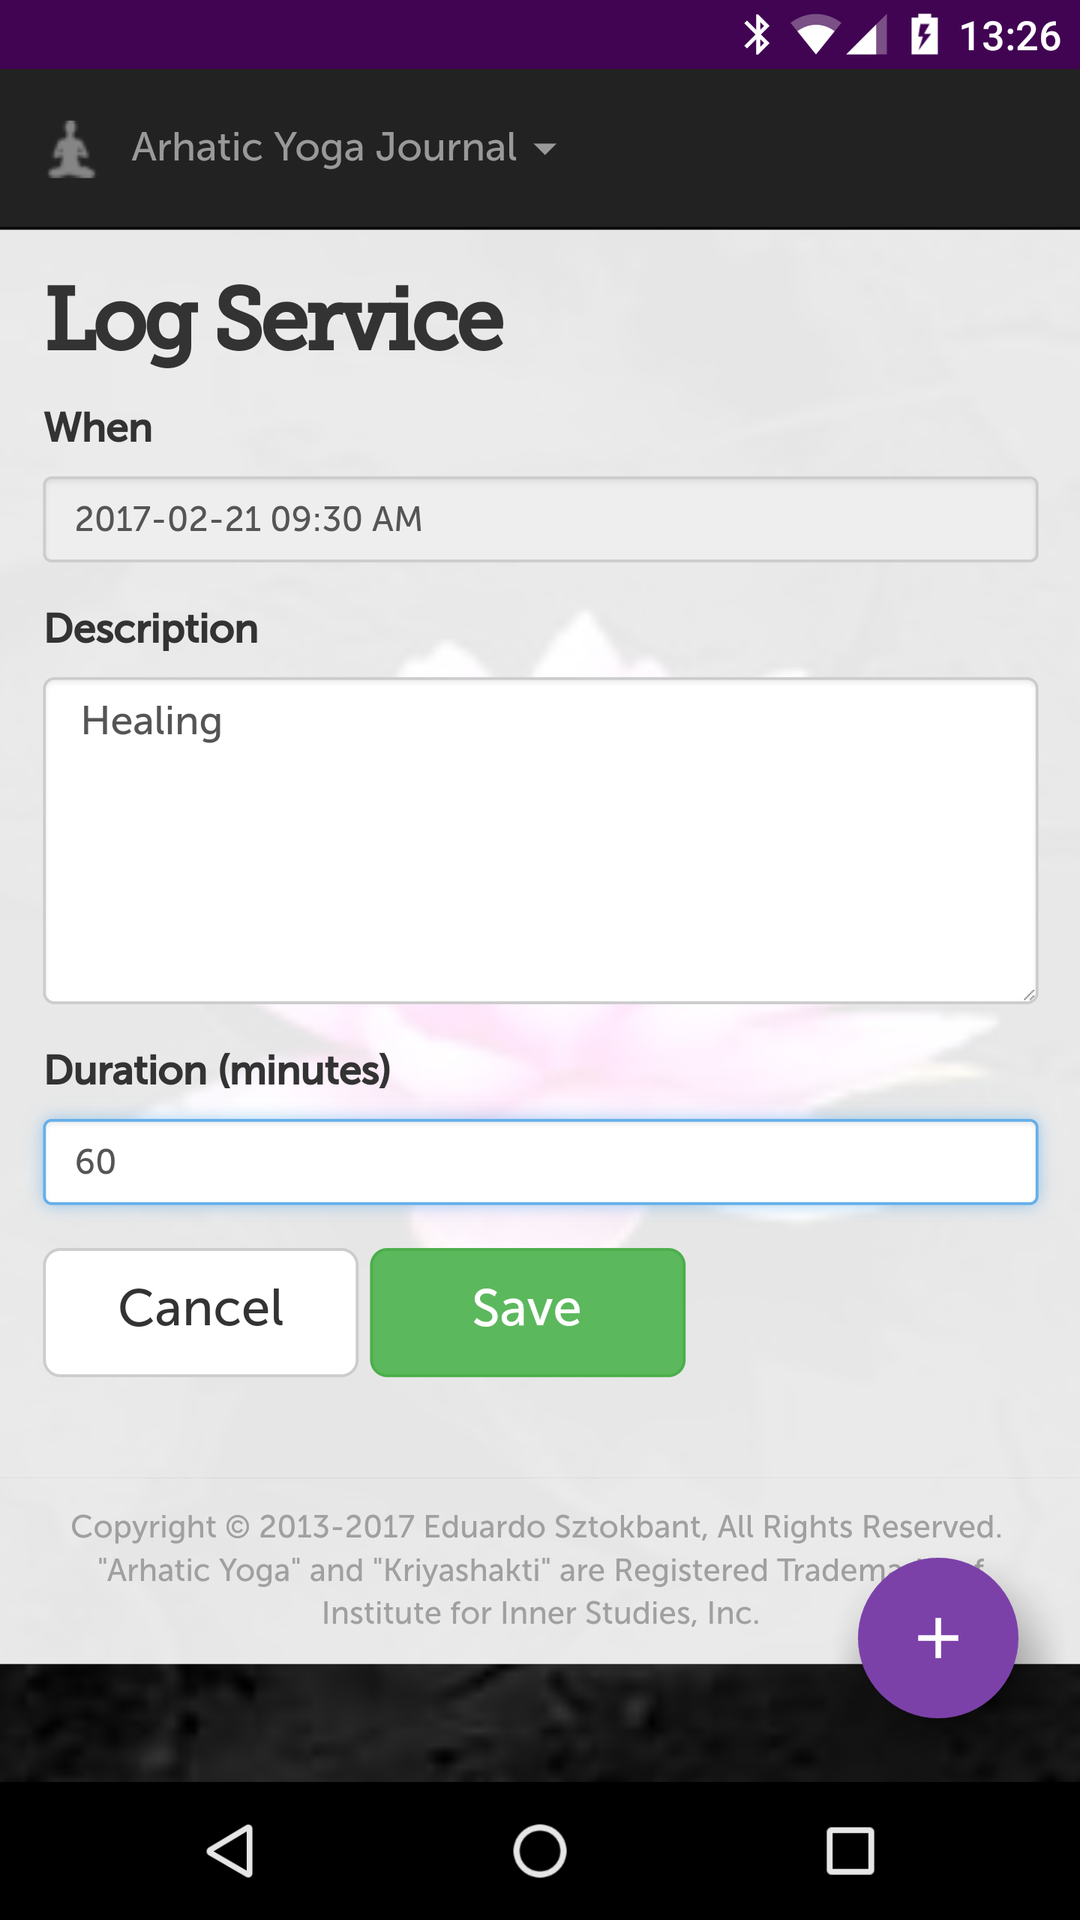 13:26
Arhatic Yoga Journal
Log Service
When
2017-02-21 09:30 AM
Description
Healing
Duration (minutes)
60
Cancel
Save
Copyright © 2013-2017 Eduardo Sztokbant, All Rights Reserved.
"Arhatic Yoga" and "Kriyashakti" are Registered
Institute for Inner Studies, Inc.
+